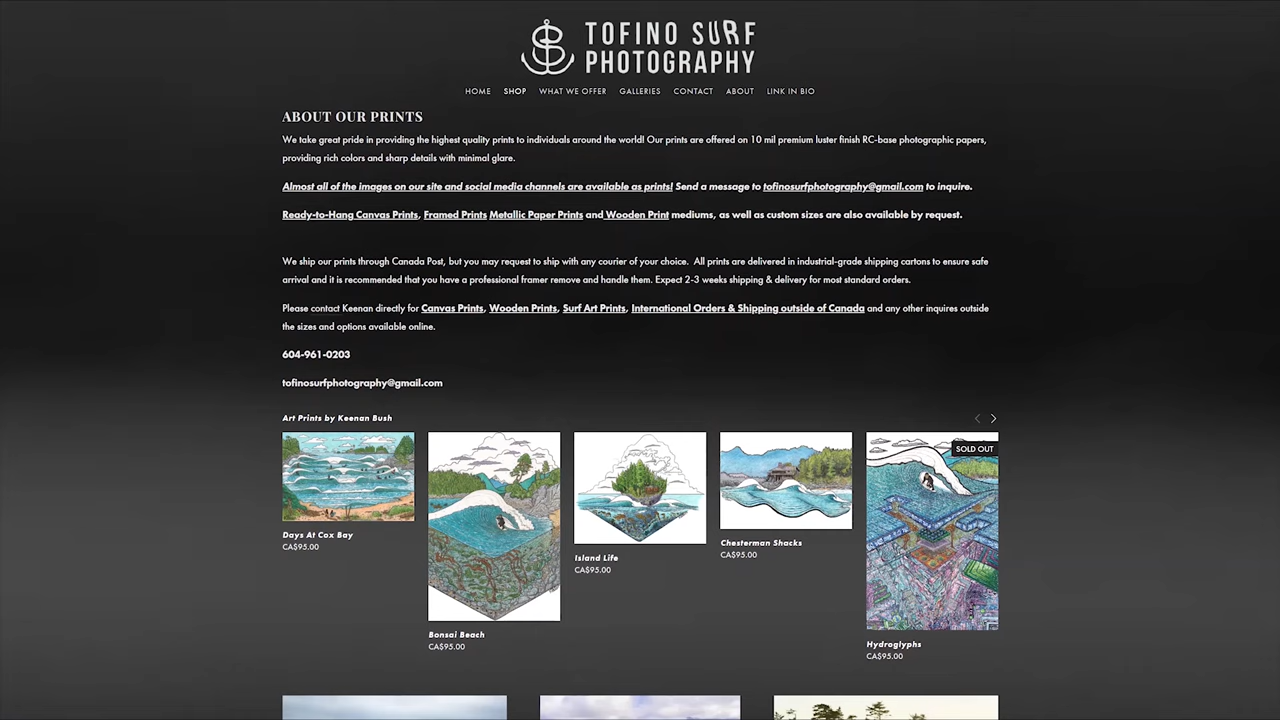 TOFINO SURF
PHOTOGRAPHY
HOME SHOP WHAT WE OFFER GALLERIES CONTACT ABOUT LINK IN BIO
ABOUT OUR PRINTS
We take great pride in providing the highest quality prints to individuals around the world! Our prints are offered on 10 mil premium luster finish RC-base photographic papers,
providing rich colors and sharp details with minimal glare.
Almost all of the images on our site and social media channels are available as prints! Send a message to tofinosurfphotography@gmail.com to inquire.
Ready-to-Hang Canvas Prints, Framed Prints Metallic Paper Prints and Wooden Print mediums, as well as custom sizes are also available by request.
We ship our prints through Canada Post, but you may request to ship with any courier of your choice. All prints are delivered in industrial-grade shipping cartons to ensure safe
arrival and it is recommended that you have a professional framer remove and handle them. Expect 2-3 weeks shipping & delivery for most standard orders.
Please contact Keenan directly for Canvas Prints, Wooden Prints, Surf Art Prints, International Orders & Shipping outside of Canada and any other inquires outside
the sizes and options available online.
604-961-0203
tofinosurfphotography@gmail.com
Art Prints by Keenan Bush
SOLD OUT
Days At Cox Bay
CA$95.00
Bonsai Beach
CA$95.00
Island Life
CA$95.00
Chesterman Shacks
CA$95.00
Hydroglyphs
CA$95.00